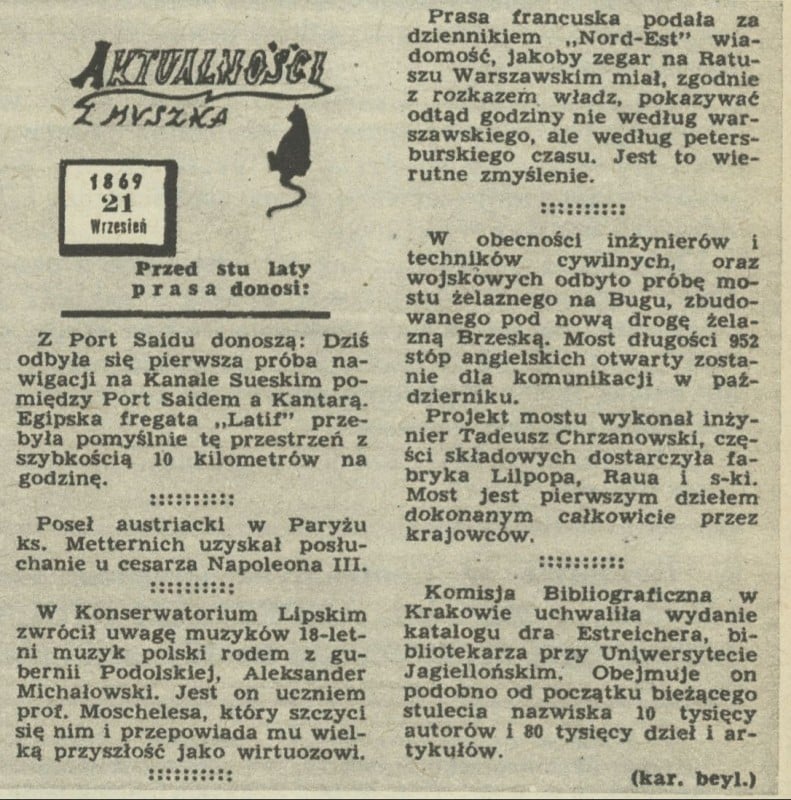 AKTUALNOŚCI
Z MYSZKĄ
1869
21
Wrzesień
Przed stu laty
prasa donosi:
Z Port Saidu donoszą: Dziś
odbyła się pierwsza próba na-
wigacji na Kanale Sueskim po-
między Port Saidem a Kantarą.
Egipska fregata „Latif" prze-
była pomyślnie tę przestrzeń z
szybkością 10 kilometrów na
godzinę.
Poseł austriacki w Paryżu
ks. Metternich uzyskał posłu-
chanie u cesarza Napoleona III.
W Konserwatorium Lipskim
zwrócił uwagę muzyków 18-let-
ni muzyk polski rodem z gu-
bernii Podolskiej, Aleksander
Michałowski. Jest on uczniem
prof. Moschelesa, który szczyci
się nim i przepowiada mu wiel-
ką przyszłość jako wirtuozowi.
Prasa francuska podała za
dziennikiem „Nord-Est" wia-
domość, jakoby zegar na Ratu-
szu Warszawskim miał, zgodnie
z rozkazem władz, pokazywać
odtąd godziny nie według war-
szawskiego, ale według peters-
burskiego czasu. Jest to wie-
rutne zmyślenie.
W obecności inżynierów i
techników cywilnych, oraz
wojskowych odbyto próbę mo-
stu żelaznego na Bugu, zbudo-
wanego pod nową drogę żela-
zną Brzeską. Most długości 952
stóp angielskich otwarty zosta-
nie dla komunikacji w paź-
dzierniku.
Projekt mostu wykonał inży-
nier Tadeusz Chrzanowski, czę-
ści składowych dostarczyła fa-
bryka Lilpopa, Raua i s-ki.
Most jest pierwszym dziełem
dokonanym całkowicie przez
krajowców.
Komisja Bibliograficzna w
Krakowie uchwaliła wydanie
katalogu dra Estreichera, bi-
bliotekarza przy Uniwersytecie
Jagiellońskim. Obejmuje on
podobno od początku bieżącego
stulecia nazwiska 10 tysięcy
autorów i 80 tysięcy dzieł i ar-
tykułów.
(kar. beyl.)